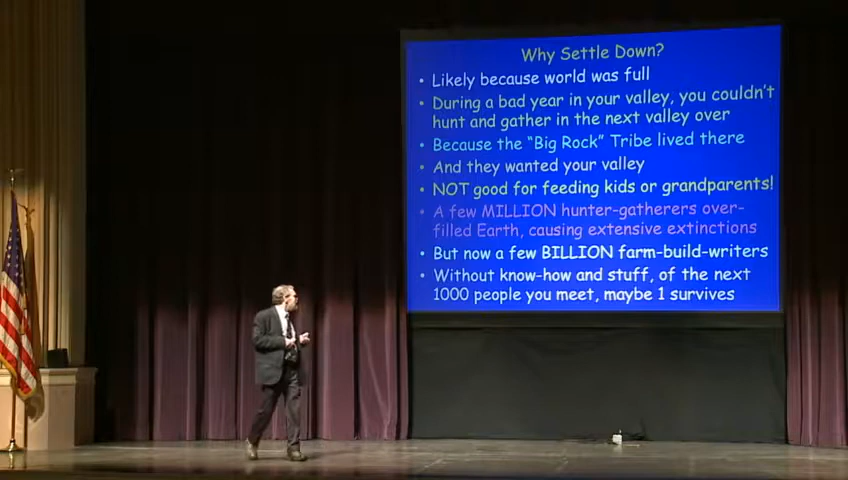 Why Settle Down?
• Likely because world was full
• During a bad year in your valley, you couldn't
hunt and gather in the next valley over
• Because the "Big Rock" Tribe lived there
• And they wanted your valley
• NOT good for feeding kids or grandparents!
• A few MILLION hunter-gatherers over-
filled Earth, causing extensive extinctions
• But now a few BILLION farm-build-writers
• Without know-how and stuff, of the next
1000 people you meet, maybe 1 survives